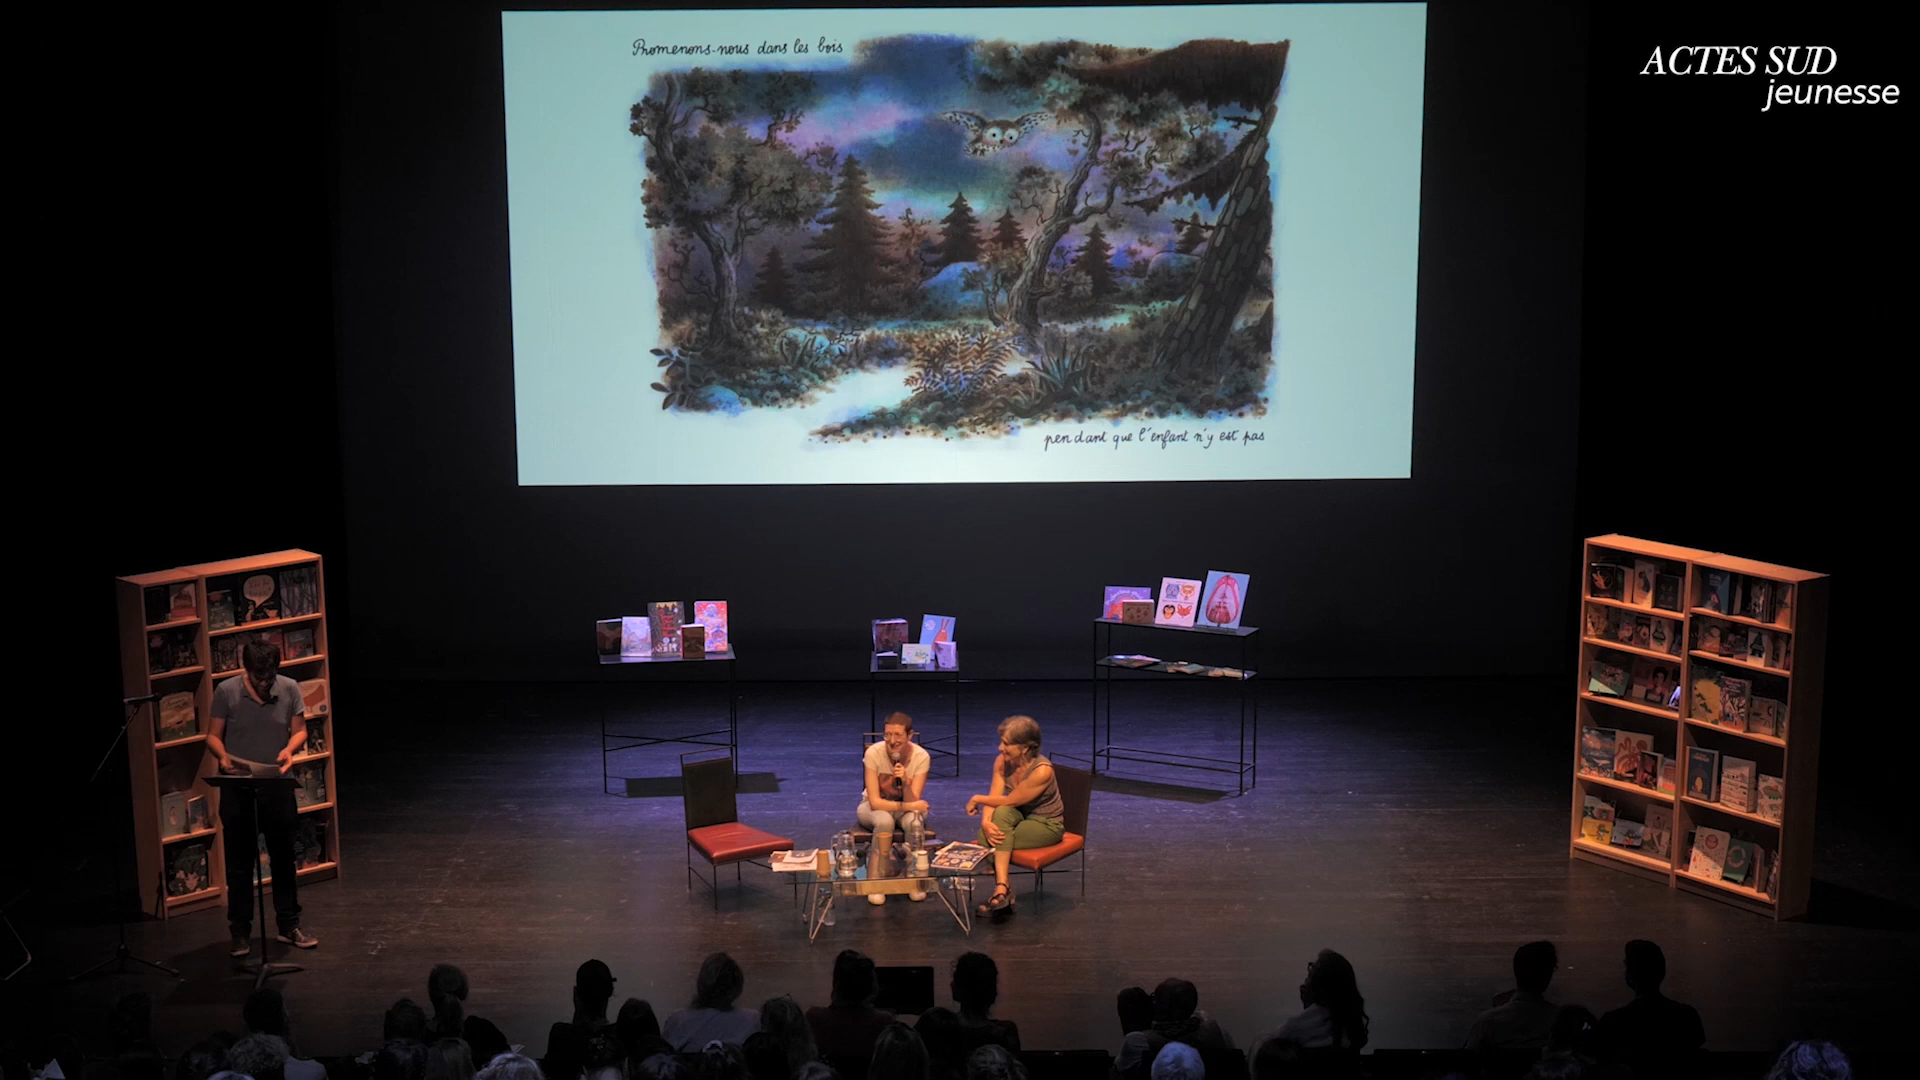 Promenons-nous dans les bois
ACTES SUD
jeunesse
pendant que l'enfant n'y est pas